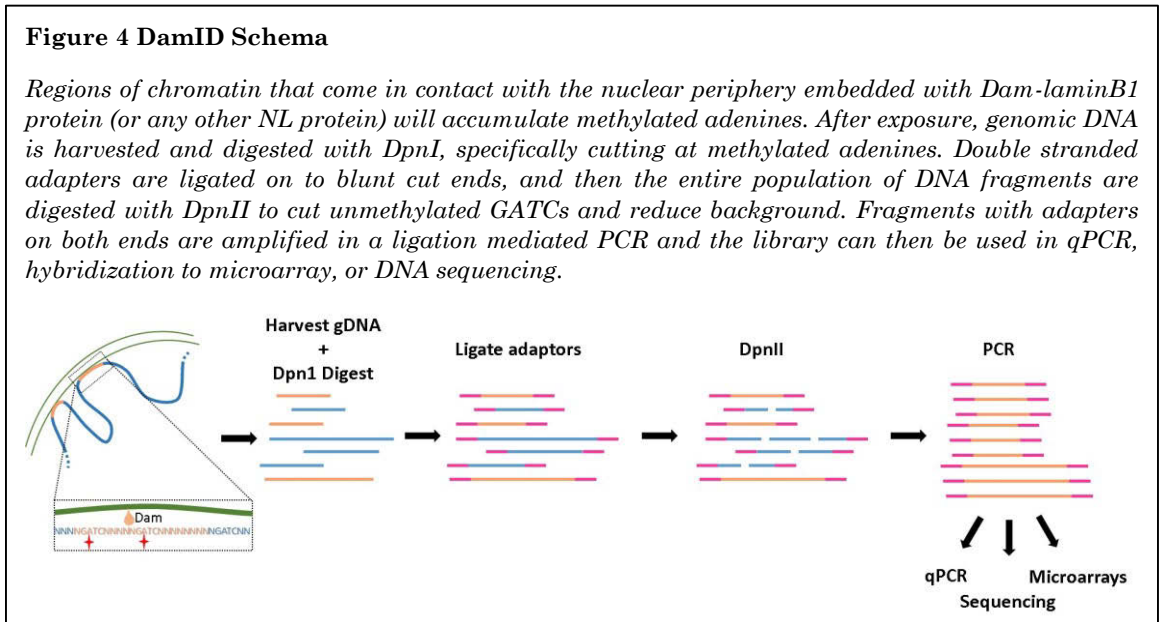 Figure 4 DamID Schema
Regions of chromatin that come in contact with the nuclear periphery embedded with Dam-laminB1
protein (or any other NL protein) will accumulate methylated adenines. After exposure, genomic DNA
is harvested and digested with DpnI, specifically cutting at methylated adenines. Double stranded
adapters are ligated on to blunt cut ends, and then the entire population of DNA fragments are
digested with DpnII to cut unmethylated GATCs and reduce background. Fragments with adapters
on both ends are amplified in a ligation mediated PCR and the library can then be used in qPCR,
hybridization to microarray, or DNA sequencing.
Harvest gDNA
+
Dpn1 Digest
Ligate adaptors
DpnII
PCR
Dam
NNNNGATCNNNNNGATCNNNNNNNNNGATCNN
qPCR
Microarrays
Sequencing